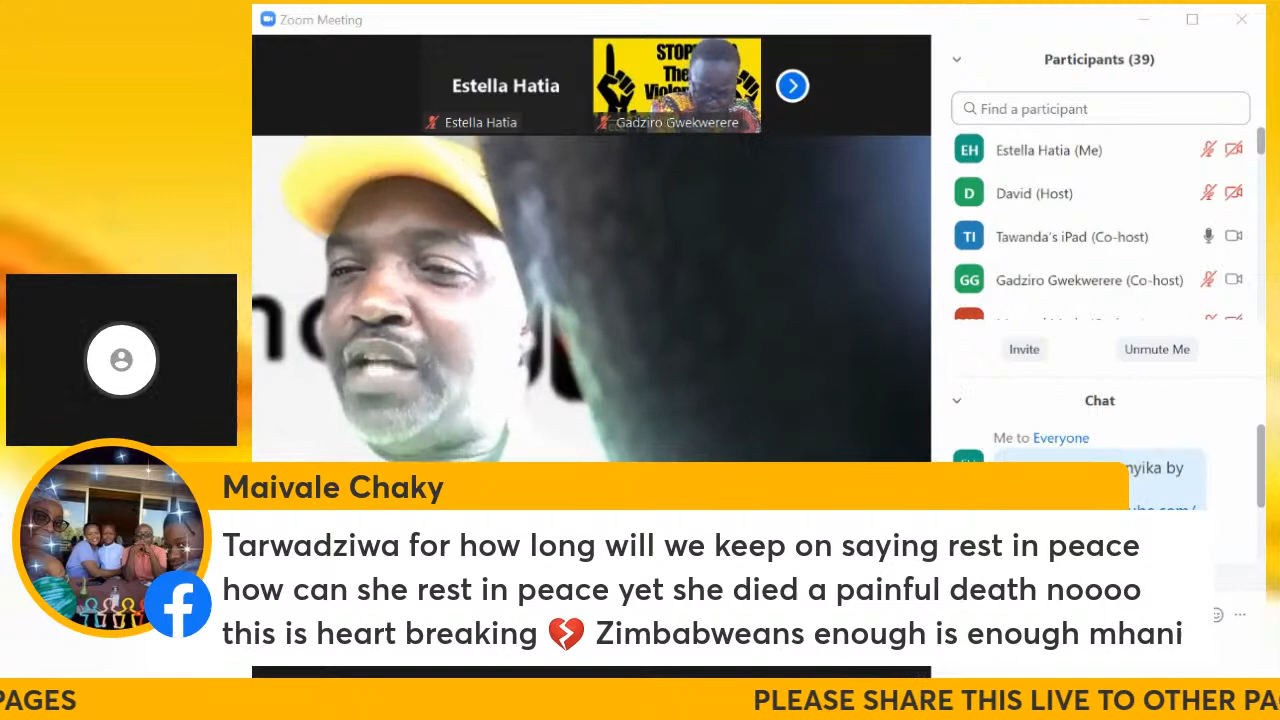 Zoom Meeting
Estella Hatia
Estella Hatia
STOP
The
Gadziro Gwekwerere
Participants (39)
Find a participant
EH Estella Hatia (Me)
D David (Host)
TI Tawanda's iPad (Co-host)
GG Gadziro Gwekwerere (Co-host)
Invite
Unmute Me
Chat
Me to Everyone
nyika by
Maivale Chaky
Tarwadziwa for how long will we keep on saying rest in peace
how can she rest in peace yet she died a painful death noooo
this is heart breaking 💔 Zimbabweans enough is enough mhani
PAGES
PLEASE SHARE THIS LIVE TO OTHER PA